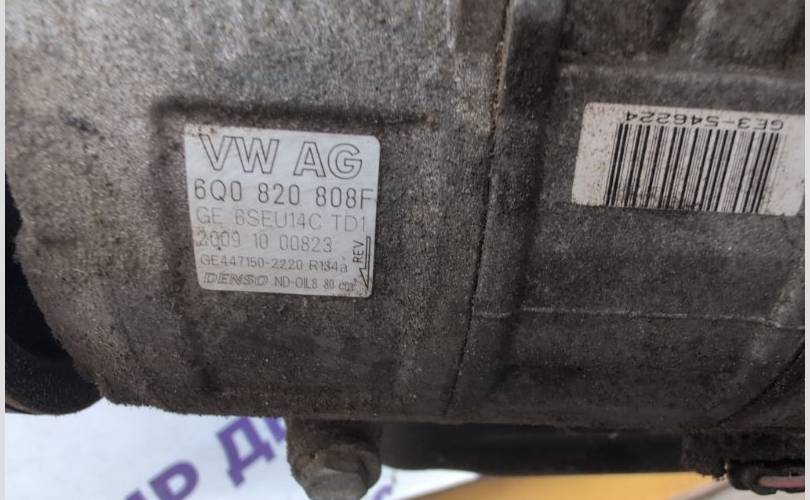 VW AG
6Q0 820 808F
GE 6SEU14C TD1
2009 10 00823
GE447150-2220 R134a
REV
DENSO ND-OIL8 80 cm³
GE3-546224